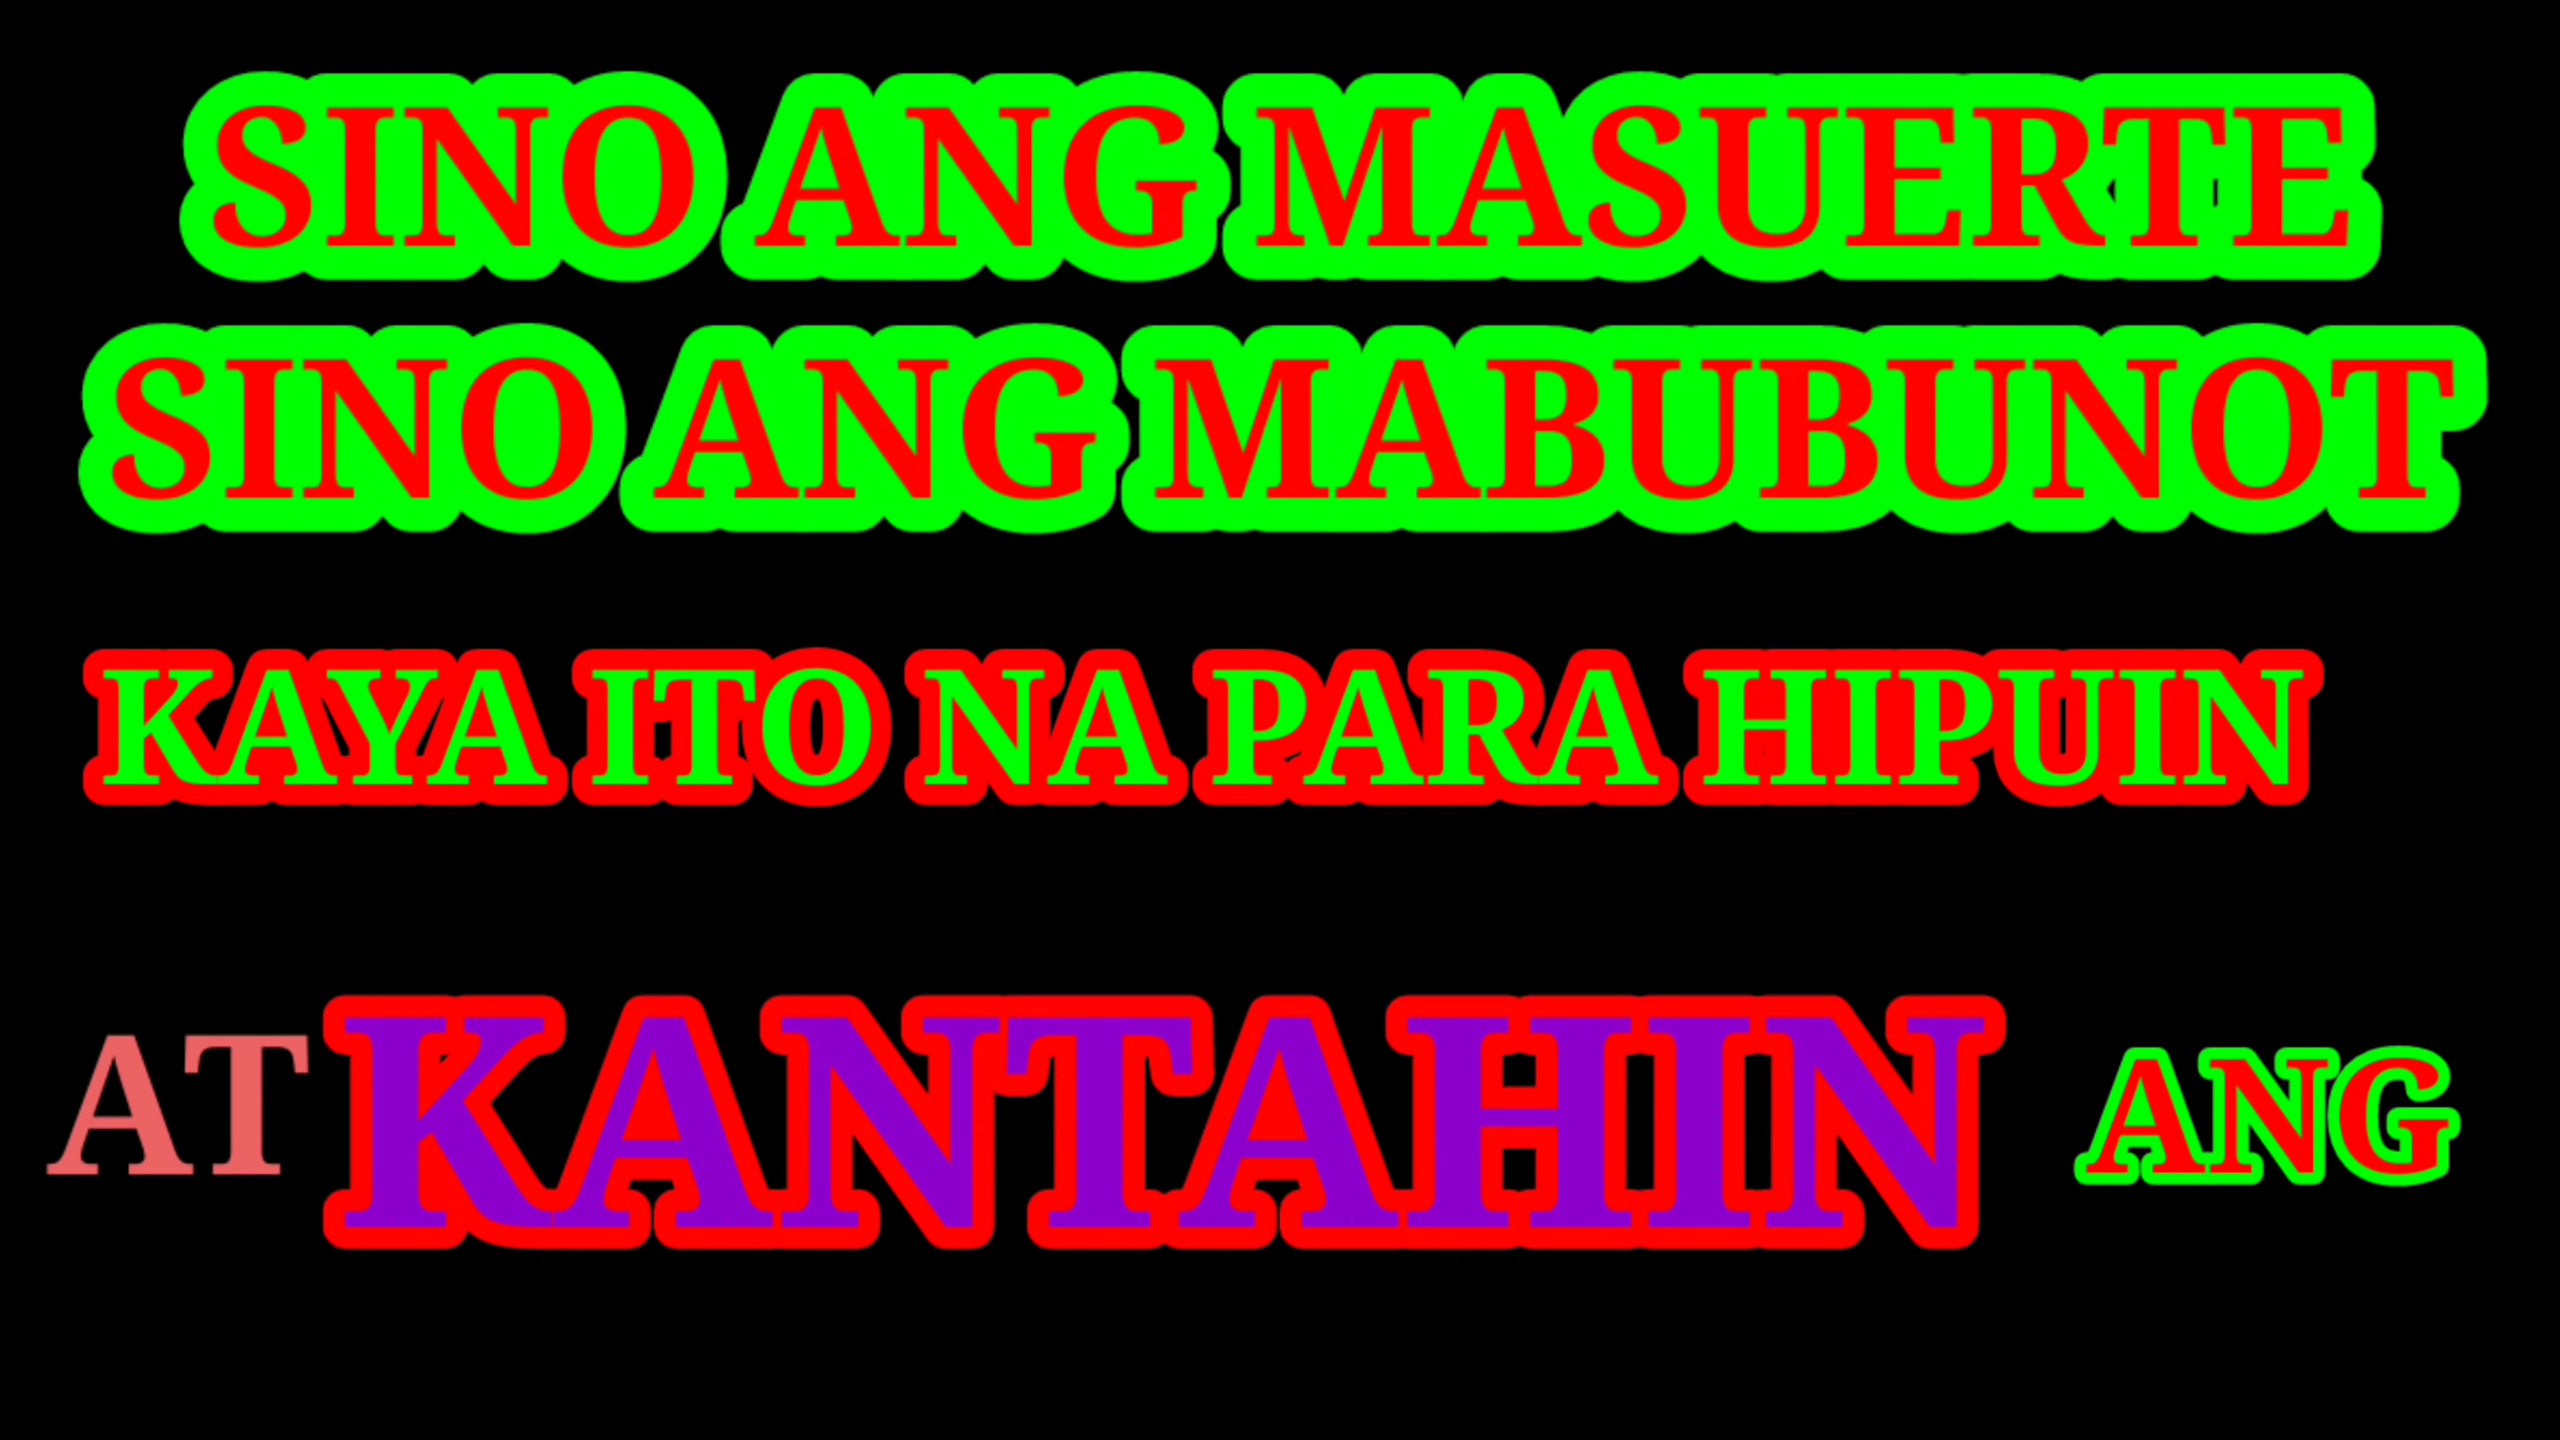 SINO ANG MASUERTE
SINO ANG MABUBUNOT
KAYA ITO NA PARA HIPUIN
AT KANTAHIN ANG